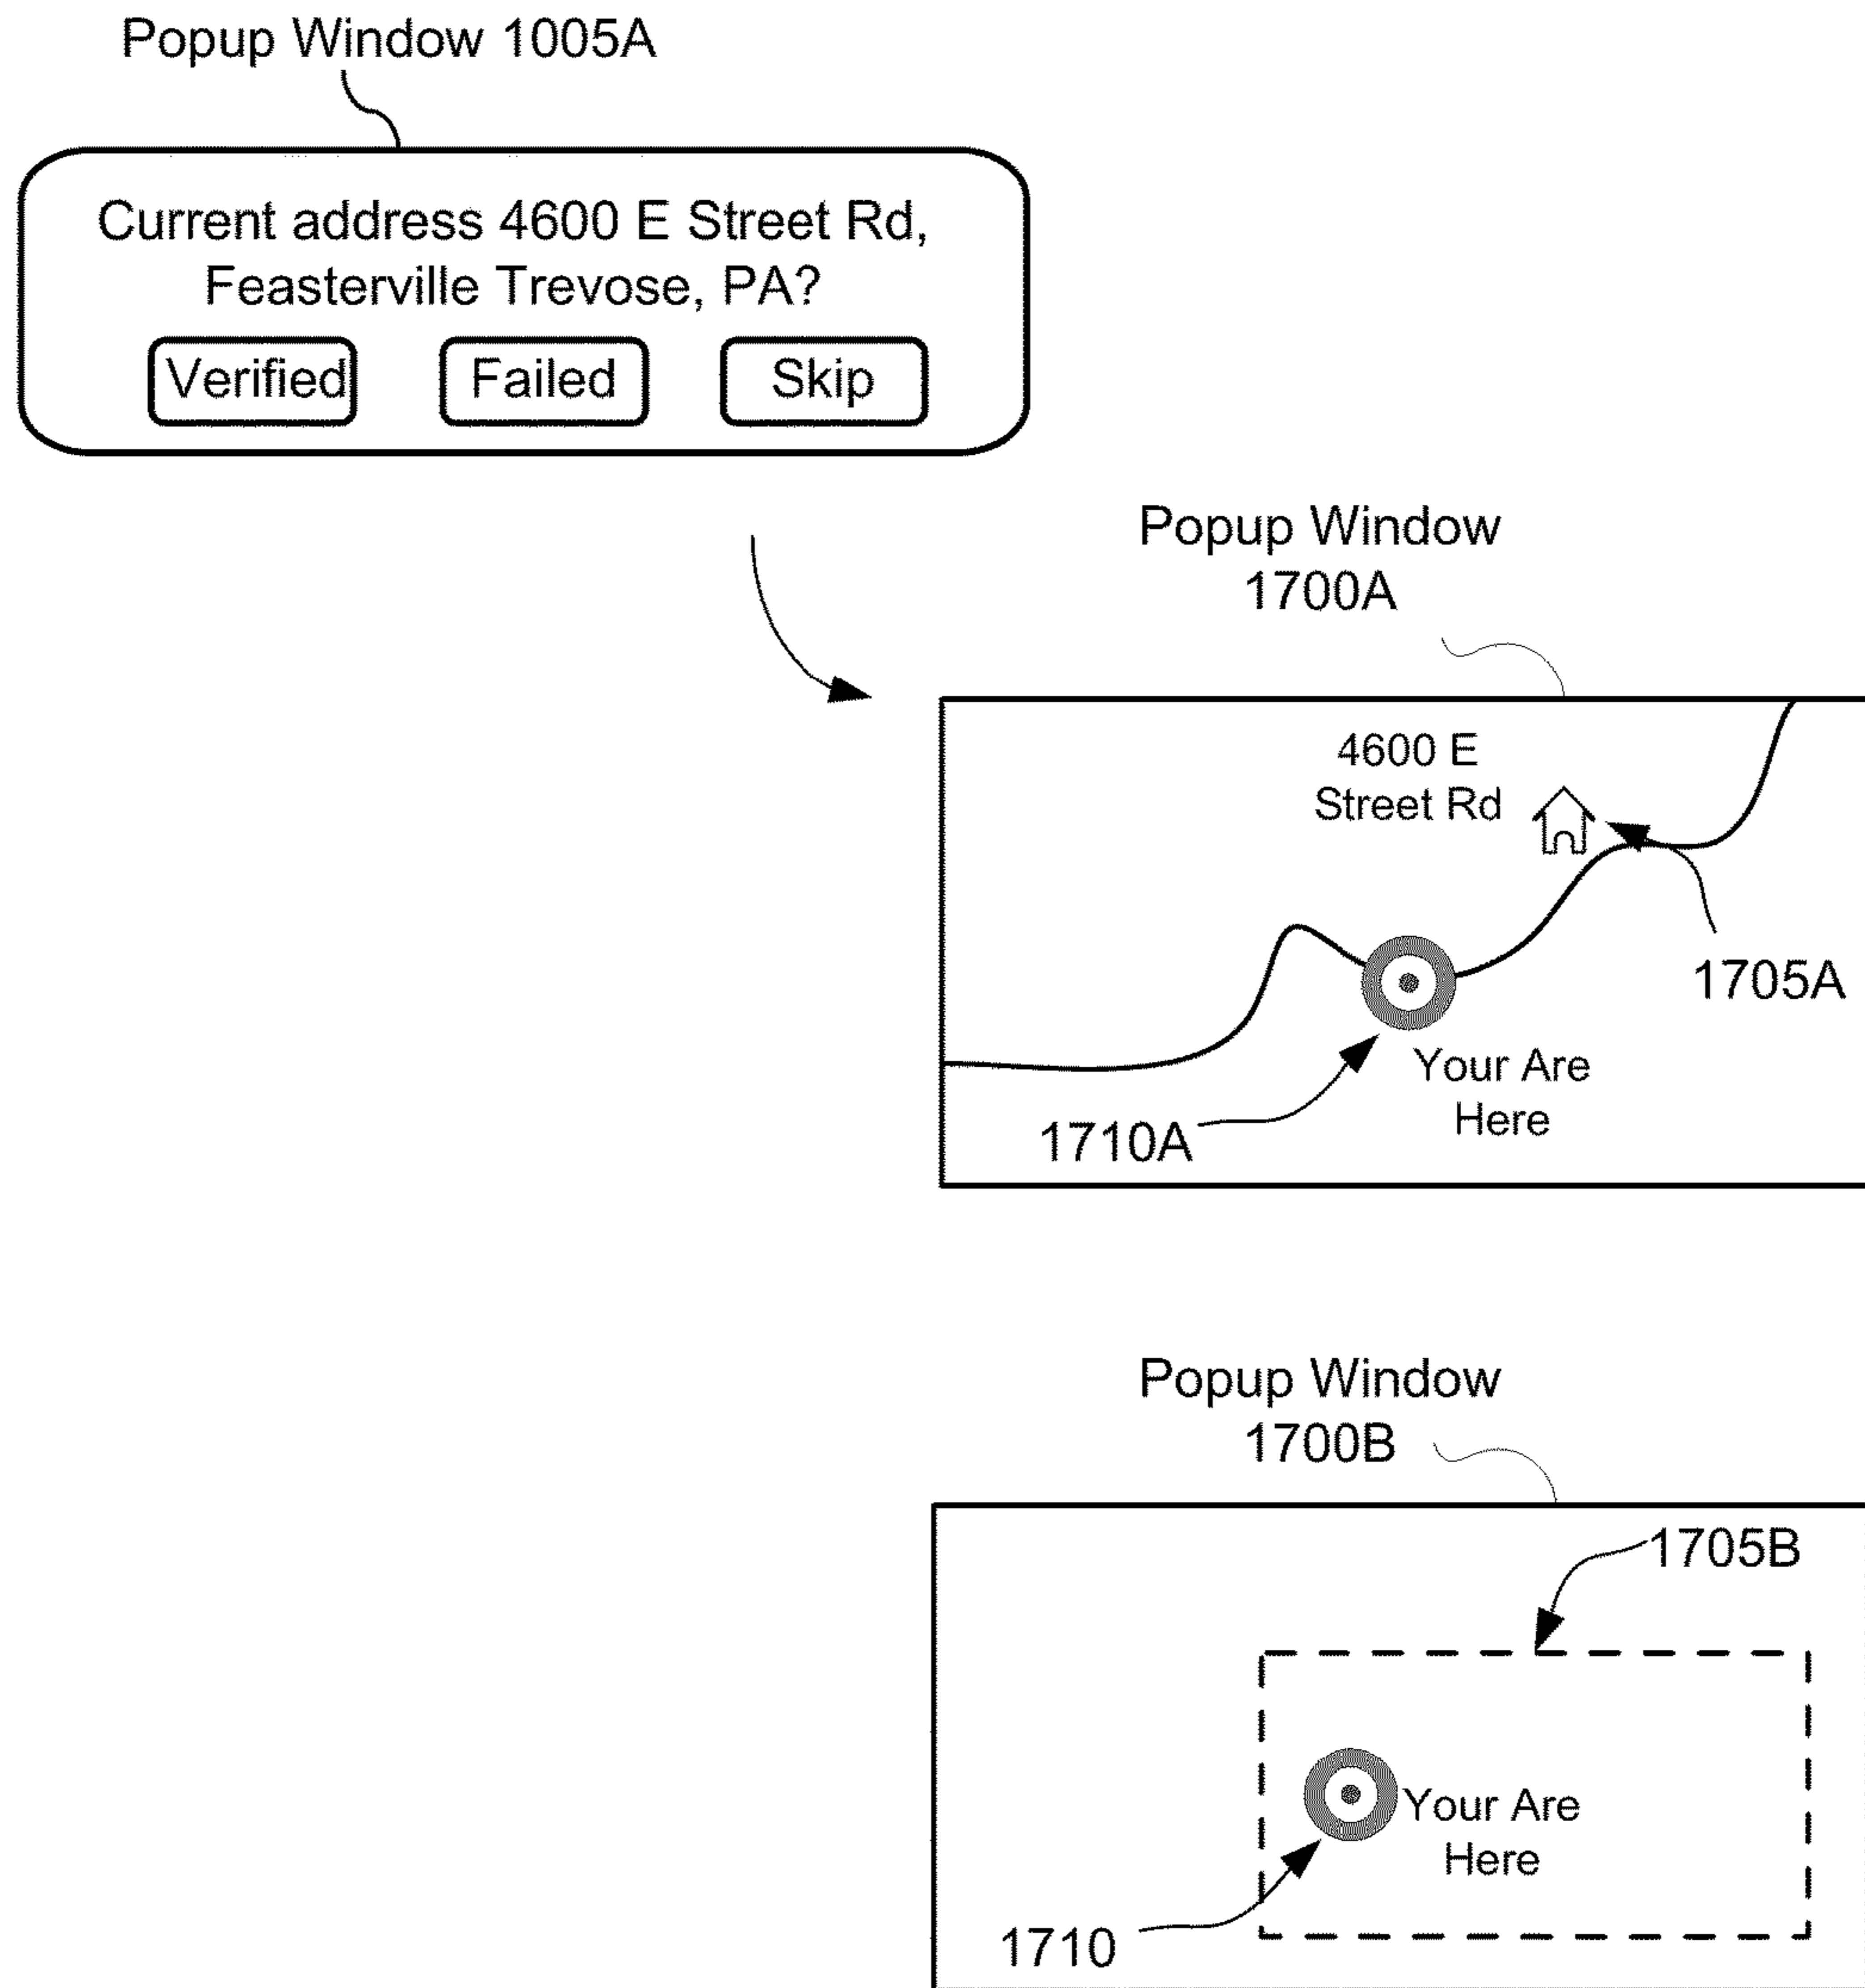 Popup Window 1005A
Current address 4600 E Street Rd,
Feasterville Trevose, PA?
Verified
Failed
Skip
Popup Window
1700A
4600 E
Street Rd
1705A
Your Are
Here
1710A
Popup Window
1700B
1705B
Your Are
Here
1710